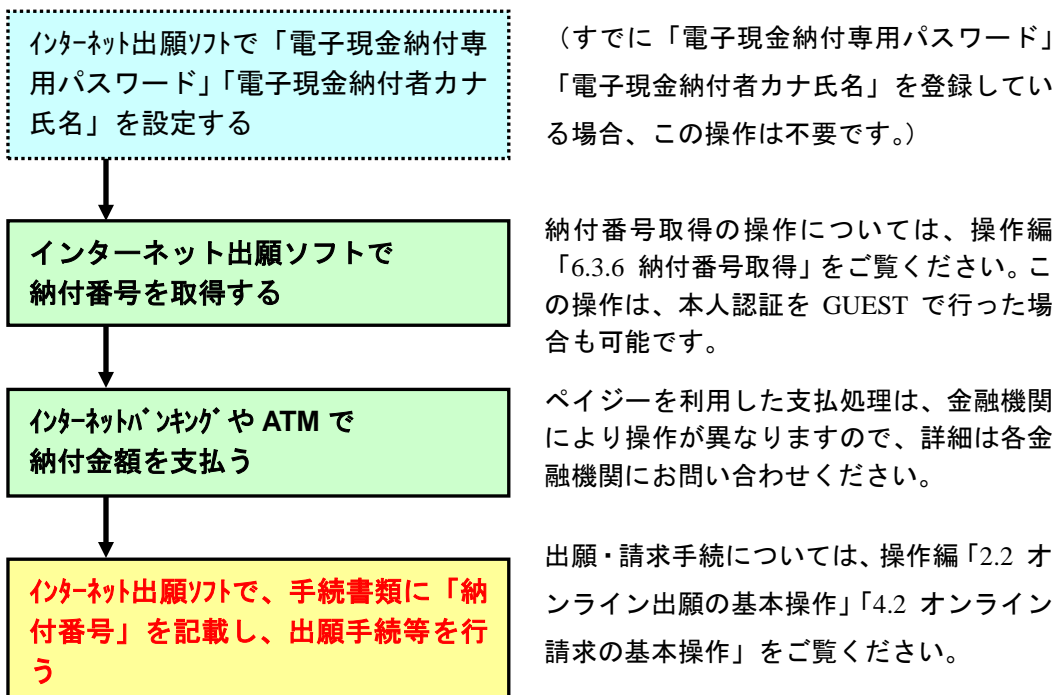 ｲﾝﾀｰﾈｯﾄ出願ソフトで「電子現金納付専
用パスワード」「電子現金納付者カナ
氏名」を設定する
（すでに「電子現金納付専用パスワード」
「電子現金納付者カナ氏名」を登録してい
る場合、この操作は不要です。）
インターネット出願ソフトで
納付番号を取得する
納付番号取得の操作については、操作編
「6.3.6 納付番号取得」をご覧ください。こ
の操作は、本人認証を GUEST で行った場
合も可能です。
ｲﾝﾀｰﾈｯﾄﾊﾞﾝｷﾝｸﾞや ATM で
納付金額を支払う
ペイジーを利用した支払処理は、金融機関
により操作が異なりますので、詳細は各金
融機関にお問い合わせください。
ｲﾝﾀｰﾈｯﾄ出願ｿﾌﾄで、手続書類に「納
付番号」を記載し、出願手続等を行
う
出願・請求手続については、操作編「2.2 オ
ンライン出願の基本操作」「4.2 オンライン
請求の基本操作」をご覧ください。